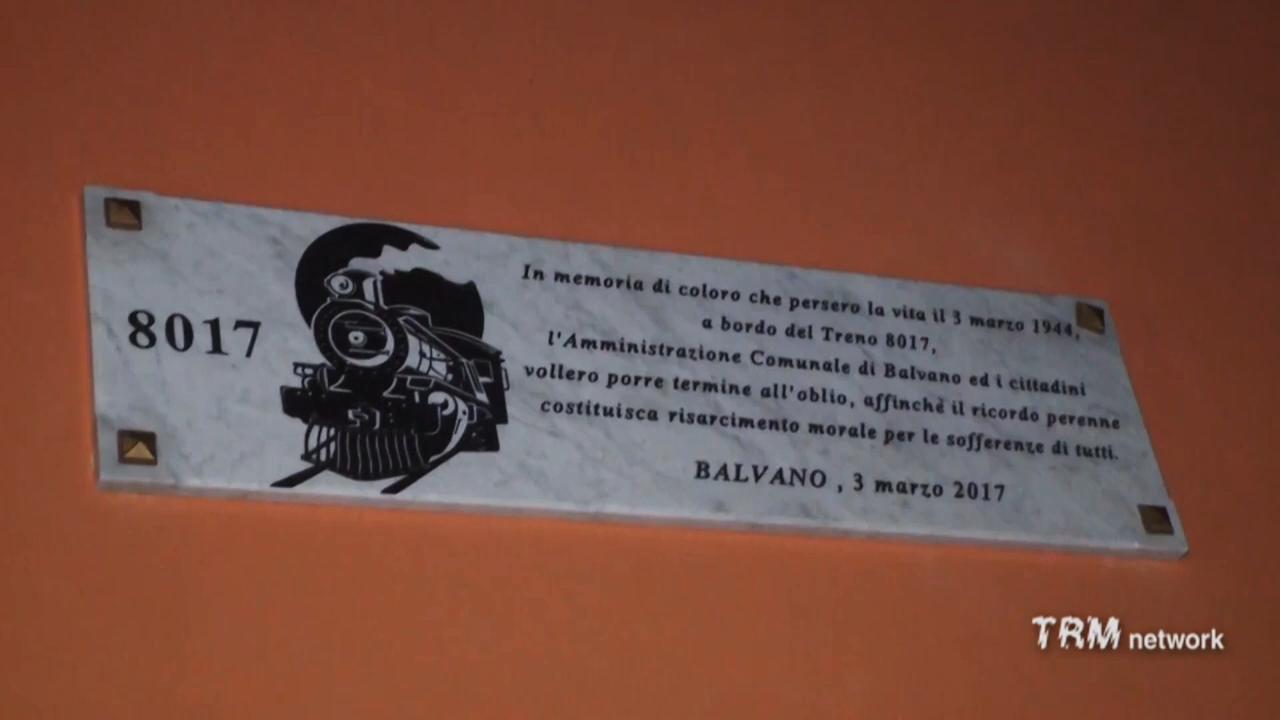 8017
In memoria di coloro che persero la vita il 3 marzo 1944,
a bordo del Treno 8017,
l'Amministrazione Comunale di Balvano ed i cittadini
vollero porre termine all'oblio, affinchè il ricordo perenne
costituisca risarcimento morale per le sofferenze di tutti.
BALVANO , 3 marzo 2017
TRM network